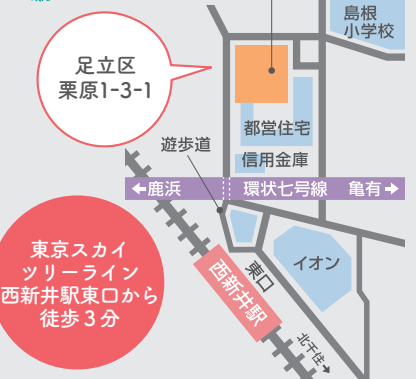 島根
小学校
足立区
栗原1-3-1
都営住宅
遊歩道
信用金庫
←鹿浜
環状七号線 亀有→
東京スカイ
ツリーライン
西新井駅東口から
徒歩3分
東口
イオン
西新井駅
北千住→